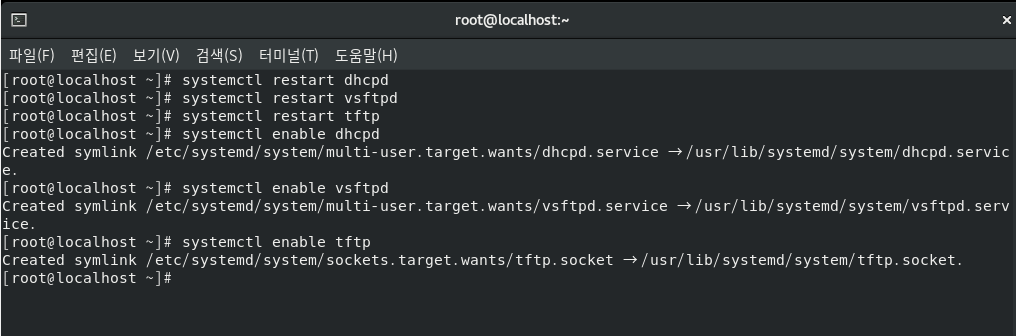 root@localhost:~
파일(F) 편집(E) 보기(V) 검색(S) 터미널(T) 도움말(H)
[root@localhost ~]# systemctl restart dhcpd
[root@localhost ~]# systemctl restart vsftpd
[root@localhost ~]# systemctl restart tftp
[root@localhost ~]# systemctl enable dhcpd
Created symlink /etc/systemd/system/multi-user.target.wants/dhcpd.service →/usr/lib/systemd/system/dhcpd.servic
e.
[root@localhost ~]# systemctl enable vsftpd
Created symlink /etc/systemd/system/multi-user.target.wants/vsftpd.service →/usr/lib/systemd/system/vsftpd.serv
ice.
[root@localhost ~]# systemctl enable tftp
Created symlink /etc/systemd/system/sockets.target.wants/tftp.socket →/usr/lib/systemd/system/tftp.socket.
[root@localhost ~]#